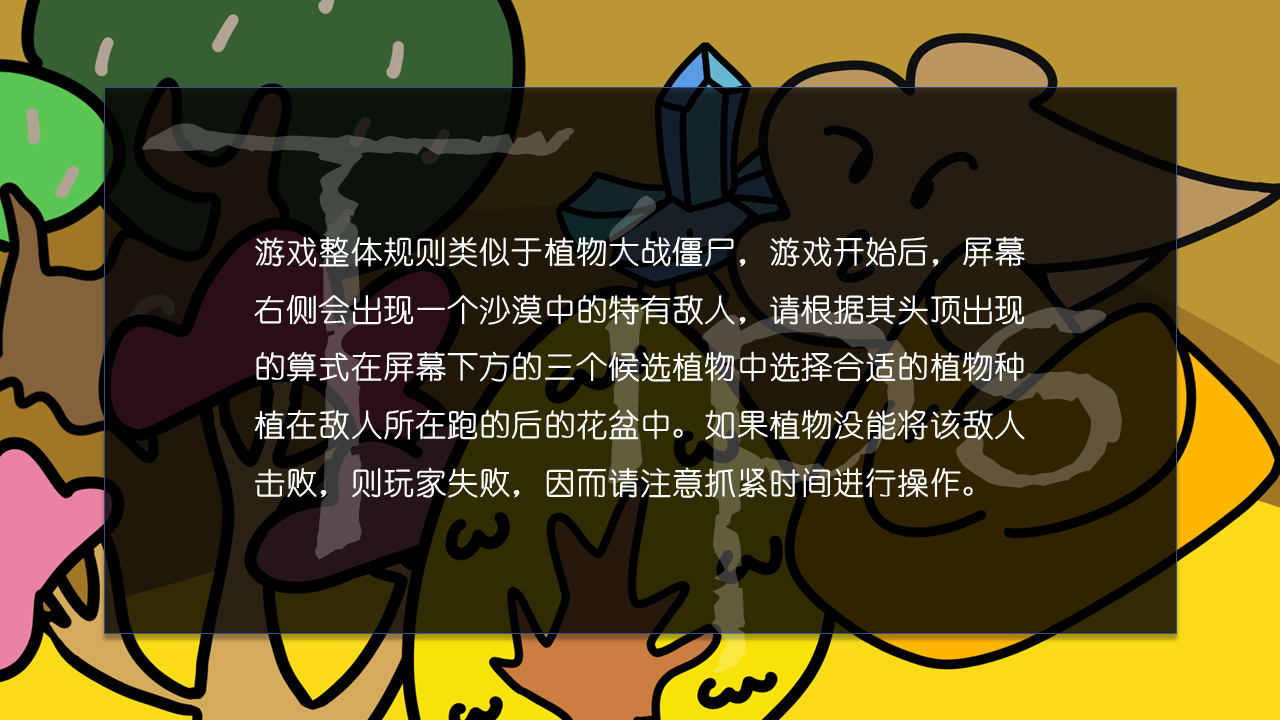 Tips
游戏整体规则类似于植物大战僵尸，游戏开始后，屏幕
右侧会出现一个沙漠中的特有敌人，请根据其头顶出现
的算式在屏幕下方的三个候选植物中选择合适的植物种
植在敌人所在跑的后的花盆中。如果植物没能将该敌人
击败，则玩家失败，因而请注意抓紧时间进行操作。